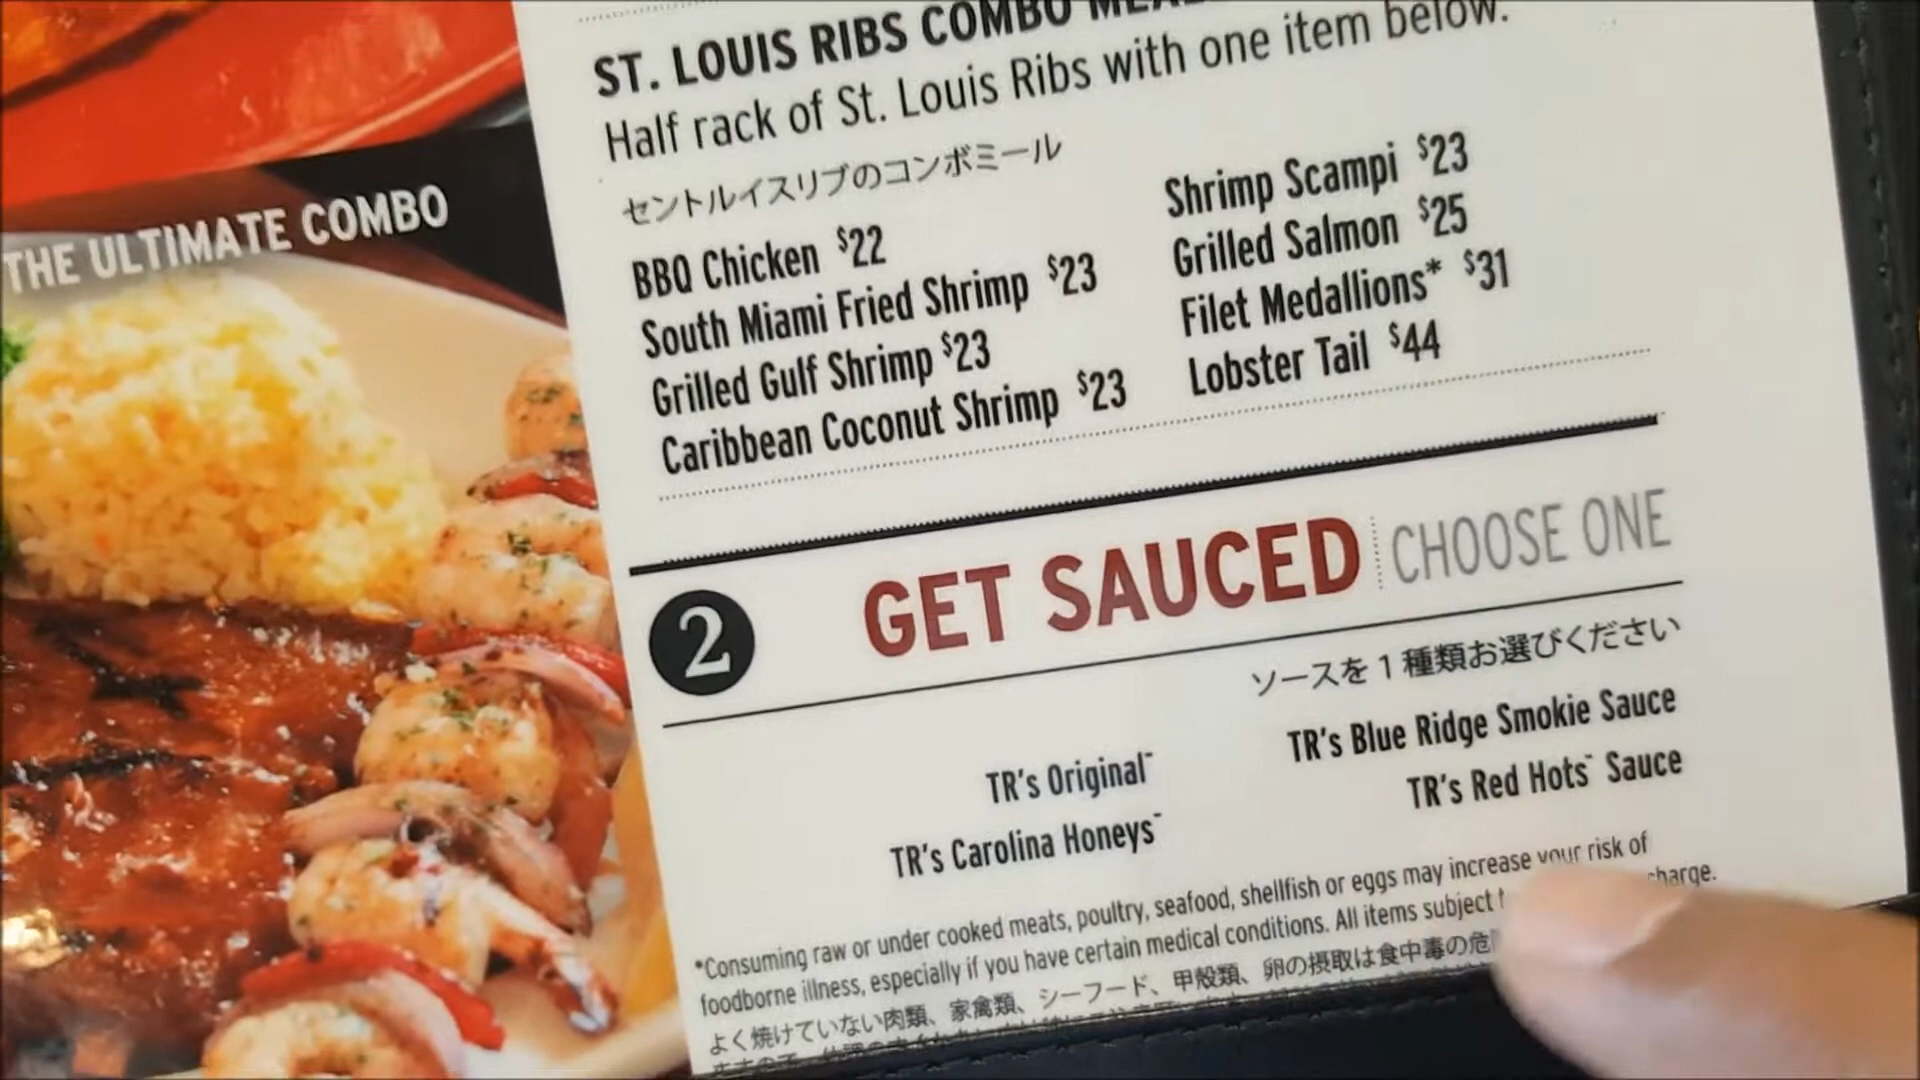 THE ULTIMATE COMBO
ST. LOUIS RIBS COMBO
Half rack of St. Louis Ribs with one item below.
セントルイスリブのコンボミール
BBQ Chicken $22
South Miami Fried Shrimp $23
Grilled Gulf Shrimp $23
Caribbean Coconut Shrimp $23
Shrimp Scampi $23
Grilled Salmon $25
Filet Medallions* $31
Lobster Tail $44
2 GET SAUCED CHOOSE ONE
ソースを1種類お選びください
TR's Original™
TR's Carolina Honeys™
TR's Blue Ridge Smokie Sauce
TR's Red Hots™ Sauce
*Consuming raw or under cooked meats, poultry, seafood, shellfish or eggs may increase your risk of
foodborne illness, especially if you have certain medical conditions. All items subject
よく焼けていない肉類、家禽類、シーフード、甲殻類、卵の摂取は食中毒の危